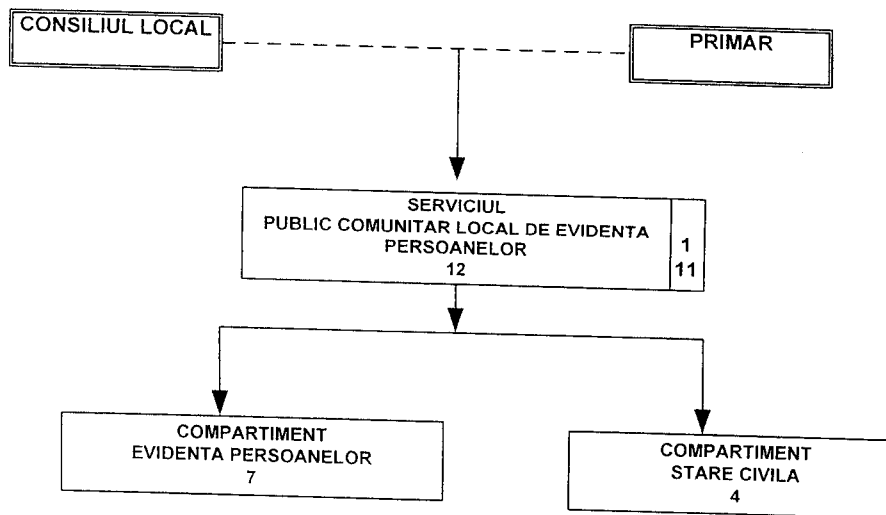 CONSILIUL LOCAL
PRIMAR
SERVICIUL
PUBLIC COMUNITAR LOCAL DE EVIDENTA
PERSOANELOR
12
1
11
COMPARTIMENT
EVIDENTA PERSOANELOR
7
COMPARTIMENT
STARE CIVILA
4